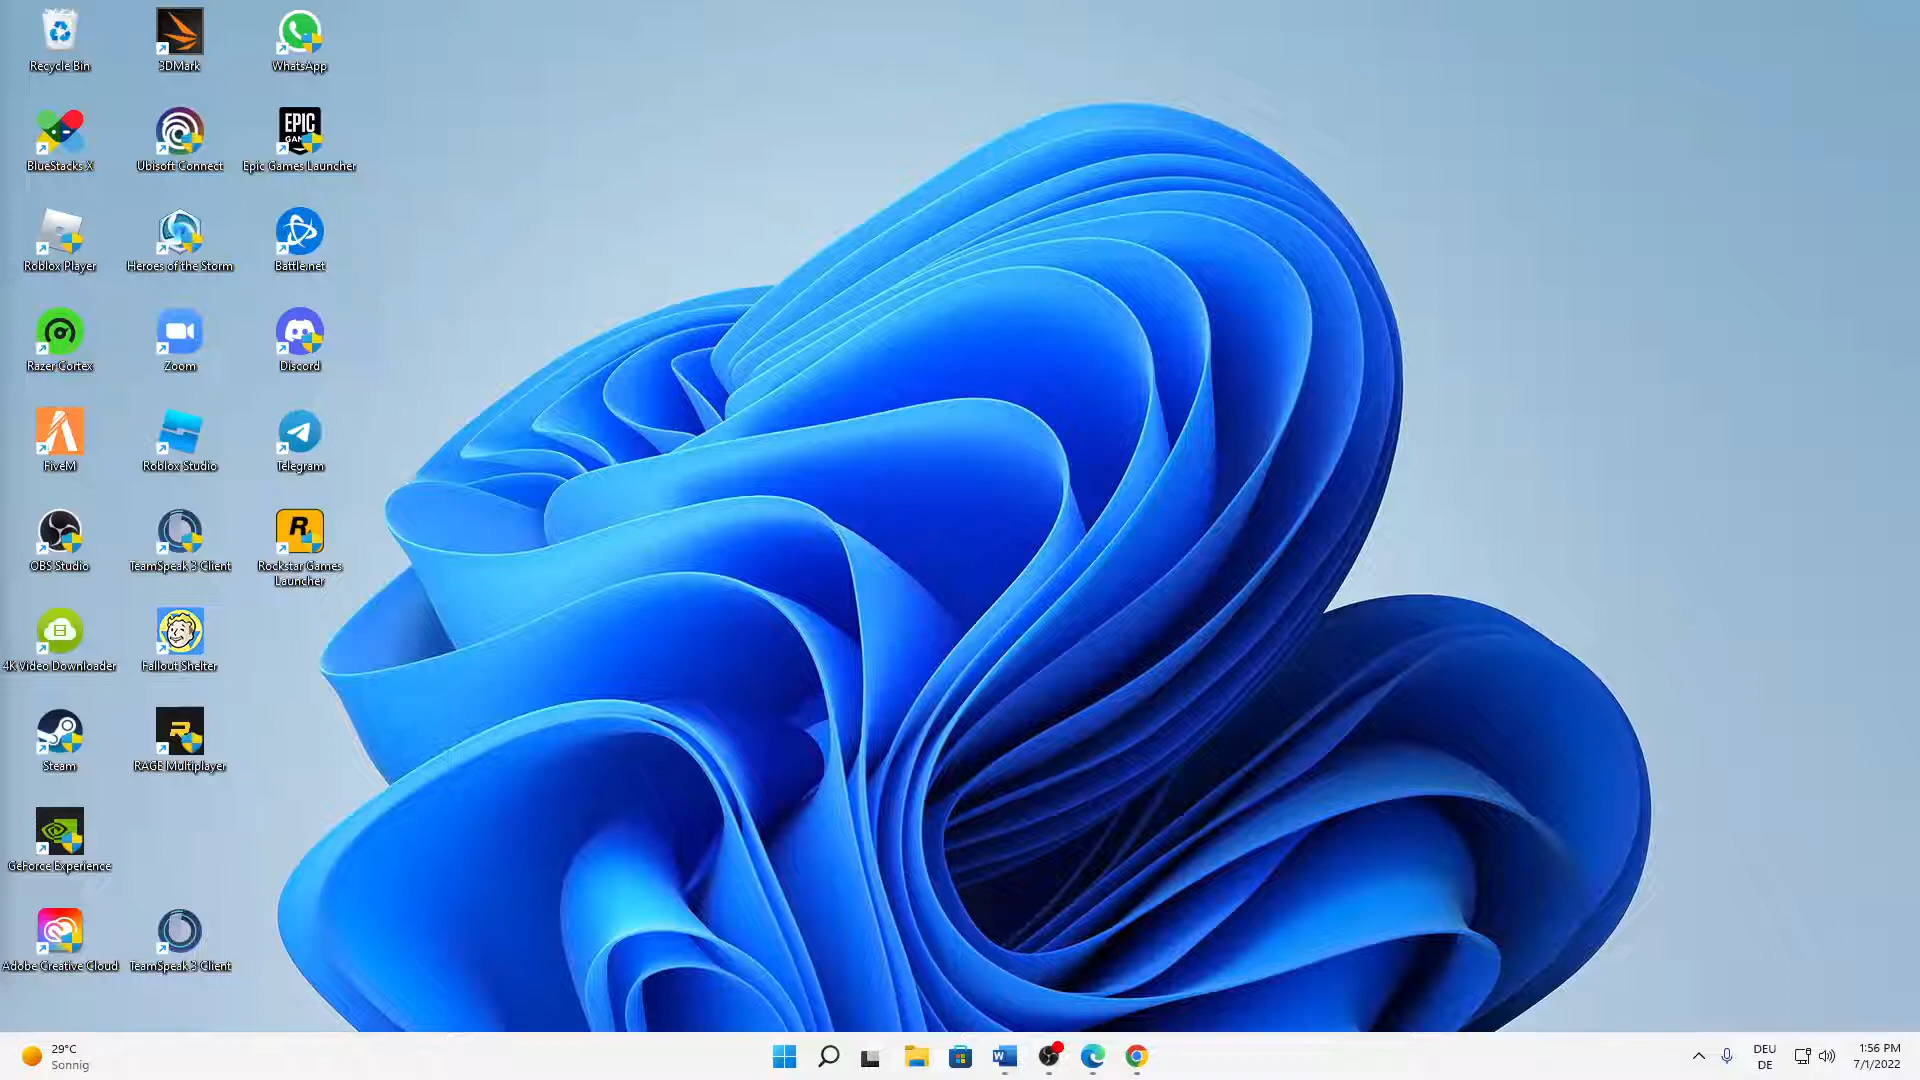 Recycle Bin
3DMark
WhatsApp
BlueStacks X
Ubisoft Connect
EPIC
GAMES
Epic Games Launcher
Roblox Player
Heroes of the Storm
Battle.net
Razer Cortex
Zoom
Discord
FiveM
Roblox Studio
Telegram
OBS Studio
TeamSpeak 3 Client
R
Rockstar Games
Launcher
4K Video Downloader
Fallout Shelter
Steam
RAGE Multiplayer
GeForce Experience
Adobe Creative Cloud
TeamSpeak 3 Client
29°C
Sonnig
W
DEU
DE
1:56 PM
7/1/2022